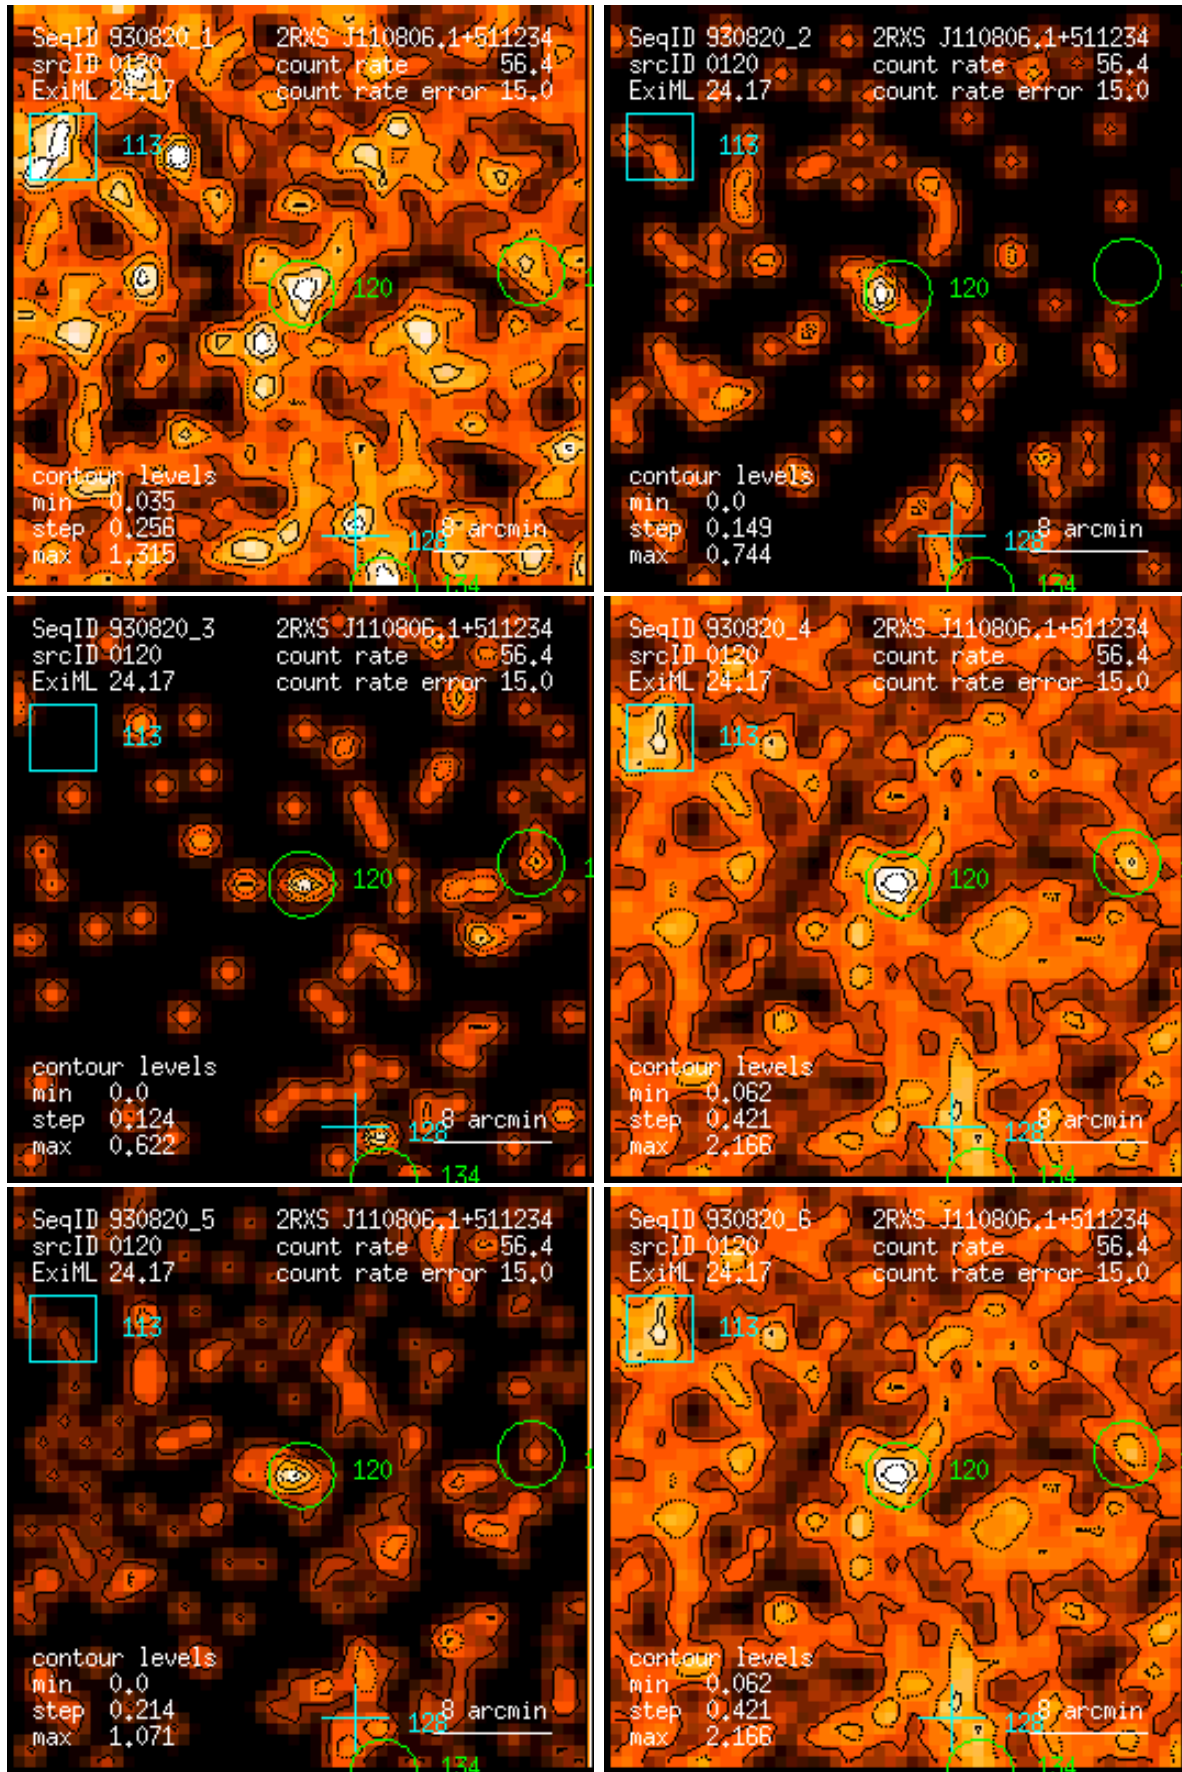 SeqID 930820_1 2RXS J110806.1+511234
srcID 0120 count rate 56.4
ExiML 24.17 count rate error 15.0
113
120
1
contour levels
min 0.035
step 0.256 8 arcmin
max 1.315 128
134
SeqID 930820_2 2RXS J110806.1+511234
srcID 0120 count rate 56.4
ExiML 24.17 count rate error 15.0
113
120
contour levels
min 0.0
step 0.149 8 arcmin
max 0.744 128
134
SeqID 930820_3 2RXS J110806.1+511234
srcID 0120 count rate 56.4
ExiML 24.17 count rate error 15.0
113
120
1
contour levels
min 0.0
step 0.124 8 arcmin
max 0.622 128
134
SeqID 930820_4 2RXS J110806.1+511234
srcID 0120 count rate 56.4
ExiML 24.17 count rate error 15.0
113
120
contour levels
min 0.062
step 0.421 8 arcmin
max 2.166 128
134
SeqID 930820_5 2RXS J110806.1+511234
srcID 0120 count rate 56.4
ExiML 24.17 count rate error 15.0
113
120
1
contour levels
min 0.0
step 0.214 8 arcmin
max 1.071 128
134
SeqID 930820_6 2RXS J110806.1+511234
srcID 0120 count rate 56.4
ExiML 24.17 count rate error 15.0
113
120
contour levels
min 0.062
step 0.421 8 arcmin
max 2.166 128
134